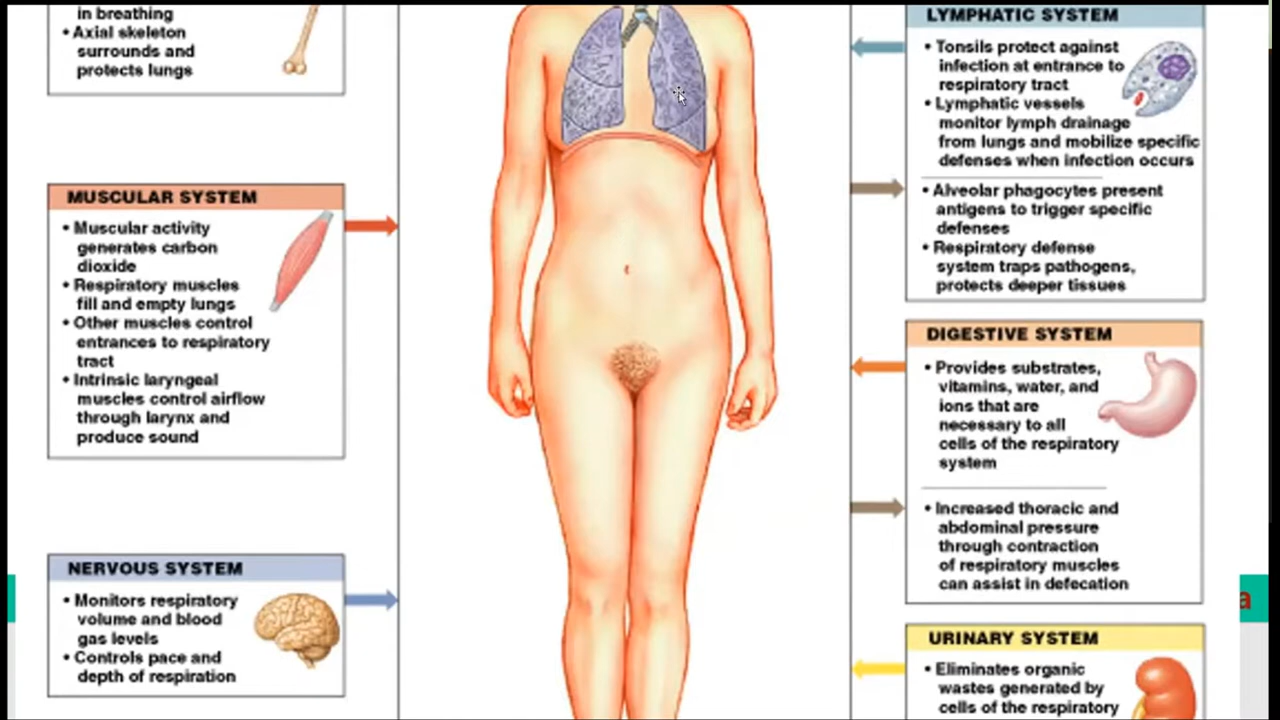 in breathing
• Axial skeleton
surrounds and
protects lungs
MUSCULAR SYSTEM
• Muscular activity
generates carbon
dioxide
• Respiratory muscles
fill and empty lungs
• Other muscles control
entrances to respiratory
tract
• Intrinsic laryngeal
muscles control airflow
through larynx and
produce sound
NERVOUS SYSTEM
• Monitors respiratory
volume and blood
gas levels
• Controls pace and
depth of respiration
LYMPHATIC SYSTEM
• Tonsils protect against
infection at entrance to
respiratory tract
• Lymphatic vessels
monitor lymph drainage
from lungs and mobilize specific
defenses when infection occurs
• Alveolar phagocytes present
antigens to trigger specific
defenses
• Respiratory defense
system traps pathogens,
protects deeper tissues
DIGESTIVE SYSTEM
• Provides substrates,
vitamins, water, and
ions that are
necessary to all
cells of the respiratory
system
• Increased thoracic and
abdominal pressure
through contraction
of respiratory muscles
can assist in defecation
URINARY SYSTEM
• Eliminates organic
wastes generated by
cells of the respiratory
a